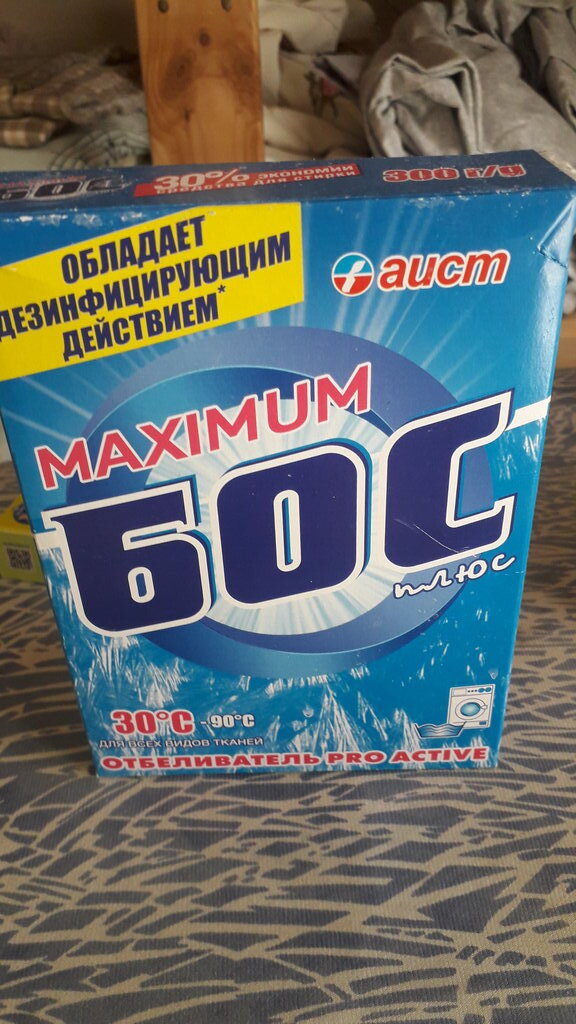 БОС
30% ЭКОНОМИИ
СРЕДСТВА ДЛЯ СТИРКИ
300 г/g
ОБЛАДАЕТ
ДЕЗИНФИЦИРУЮЩИМ
ДЕЙСТВИЕМ*
аист
MAXIMUM
БОС
плюс
30°C - 90°C
ДЛЯ ВСЕХ ВИДОВ ТКАНЕЙ
ОТБЕЛИВАТЕЛЬ PRO ACTIVE